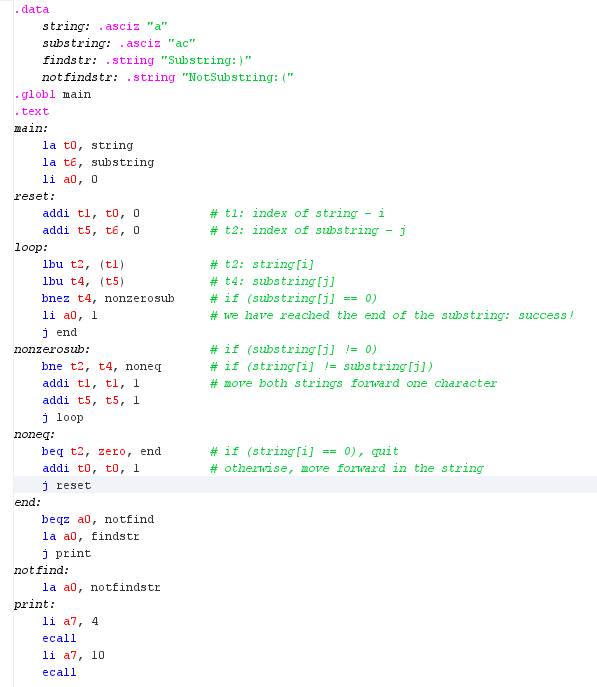 .data
    string: .asciz "a"
    substring: .asciz "ac"
    findstr: .string "Substring:)"
    notfindstr: .string "NotSubstring:("
.globl main
.text
main:
    la t0, string
    la t6, substring
    li a0, 0
reset:
    addi t1, t0, 0          # t1: index of string - i
    addi t5, t6, 0          # t2: index of substring - j
loop:
    lbu t2, (t1)            # t2: string[i]
    lbu t4, (t5)            # t4: substring[j]
    bnez t4, nonzerosub     # if (substring[j] == 0)
    li a0, 1                # we have reached the end of the substring: success!
    j end
nonzerosub:                 # if (substring[j] != 0)
    bne t2, t4, noneq       # if (string[i] != substring[j])
    addi t1, t1, 1          # move both strings forward one character
    addi t5, t5, 1
    j loop
noneq:
    beq t2, zero, end       # if (string[i] == 0), quit
    addi t0, t0, 1          # otherwise, move forward in the string
    j reset
end:
    beqz a0, notfind
    la a0, findstr
    j print
notfind:
    la a0, notfindstr
print:
    li a7, 4
    ecall
    li a7, 10
    ecall